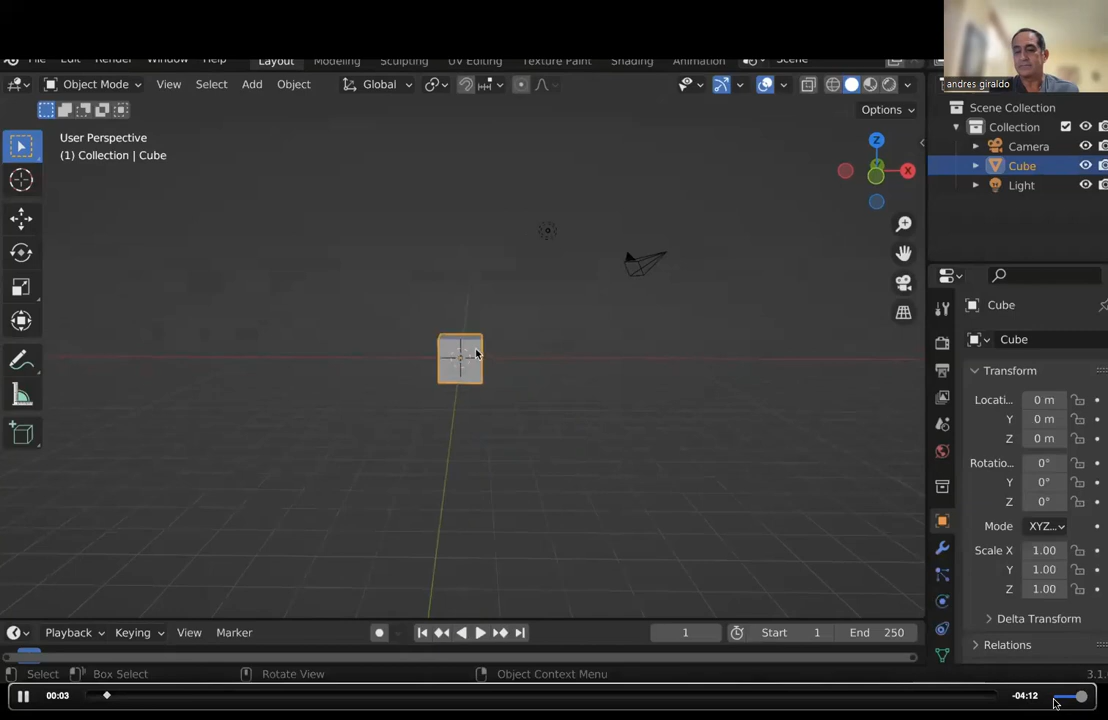 File Edit Render Window Help Layout Modeling Sculpting UV Editing Texture Paint Shading Animation Scene
andres giraldo
Object Mode View Select Add Object Global
Options
User Perspective
(1) Collection | Cube
Z
X
Y
Scene Collection
Collection
Camera
Cube
Light
Cube
Cube
Transform
Locati... 0 m
Y 0 m
Z 0 m
Rotatio... 0°
Y 0°
Z 0°
Mode XYZ...
Scale X 1.00
Y 1.00
Z 1.00
Delta Transform
Relations
Playback Keying View Marker 1 Start 1 End 250
Select Box Select Rotate View Object Context Menu 3.1.
00:03 -04:12